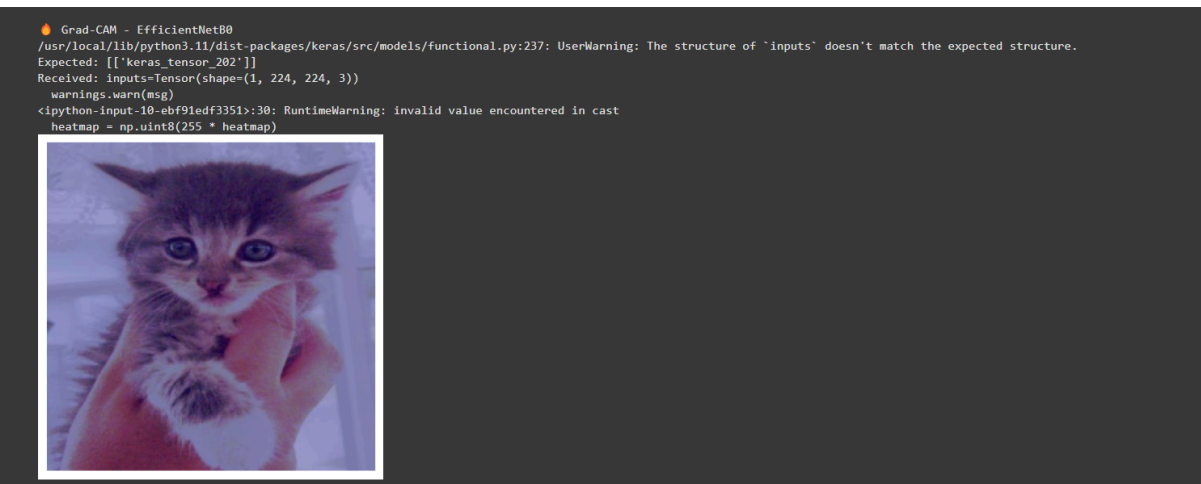 🔥 Grad-CAM - EfficientNetB0
/usr/local/lib/python3.11/dist-packages/keras/src/models/functional.py:237: UserWarning: The structure of `inputs` doesn't match the expected structure.
Expected: [['keras_tensor_202']]
Received: inputs=Tensor(shape=(1, 224, 224, 3))
  warnings.warn(msg)
<ipython-input-10-ebf91edf3351>:30: RuntimeWarning: invalid value encountered in cast
  heatmap = np.uint8(255 * heatmap)